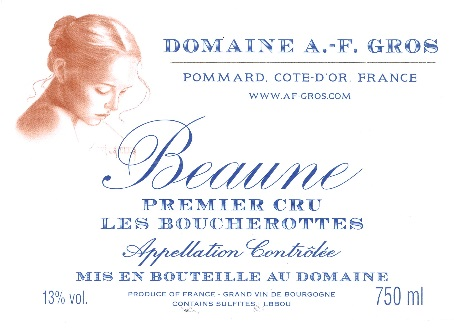 DOMAINE A.-F. GROS
POMMARD, COTE-D'OR, FRANCE
WWW.AF-GROS.COM
Beaune
PREMIER CRU
LES BOUCHEROTTES
Appellation Contrôlée
MIS EN BOUTEILLE AU DOMAINE
13% vol.
PRODUCE OF FRANCE - GRAND VIN DE BOURGOGNE
CONTAINS SULFITES,
750 ml